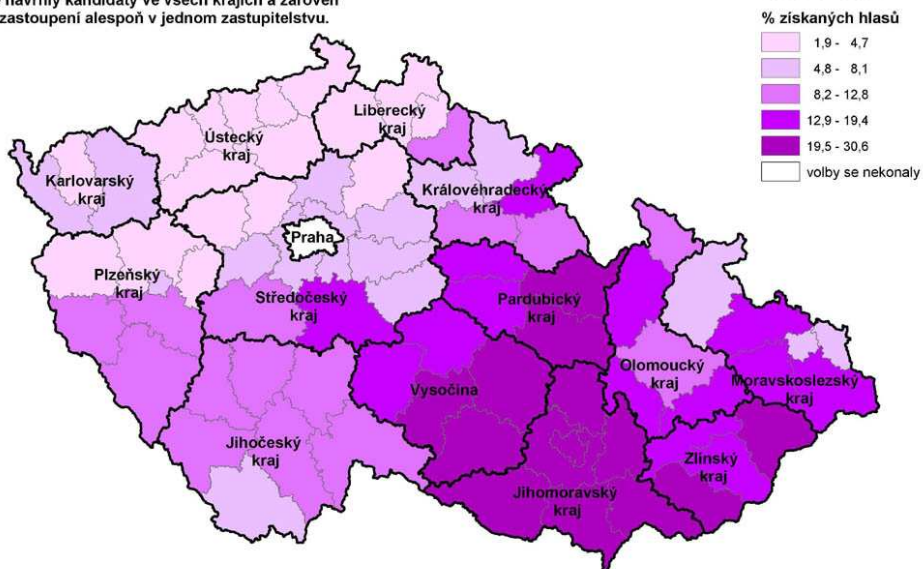 navrhly kandidáty ve všech krajích a zároveň
zastoupení alespoň v jednom zastupitelstvu.
% získaných hlasů
1,9 - 4,7
4,8 - 8,1
8,2 - 12,8
12,9 - 19,4
19,5 - 30,6
volby se nekonaly
Liberecký
kraj
Ústecký
kraj
Karlovarský
kraj
Královéhradecký
kraj
Praha
Plzeňský
kraj
Středočeský
kraj
Pardubický
kraj
Olomoucký
kraj
Moravskoslezský
kraj
Vysočina
Jihočeský
kraj
Zlínský
kraj
Jihomoravský
kraj